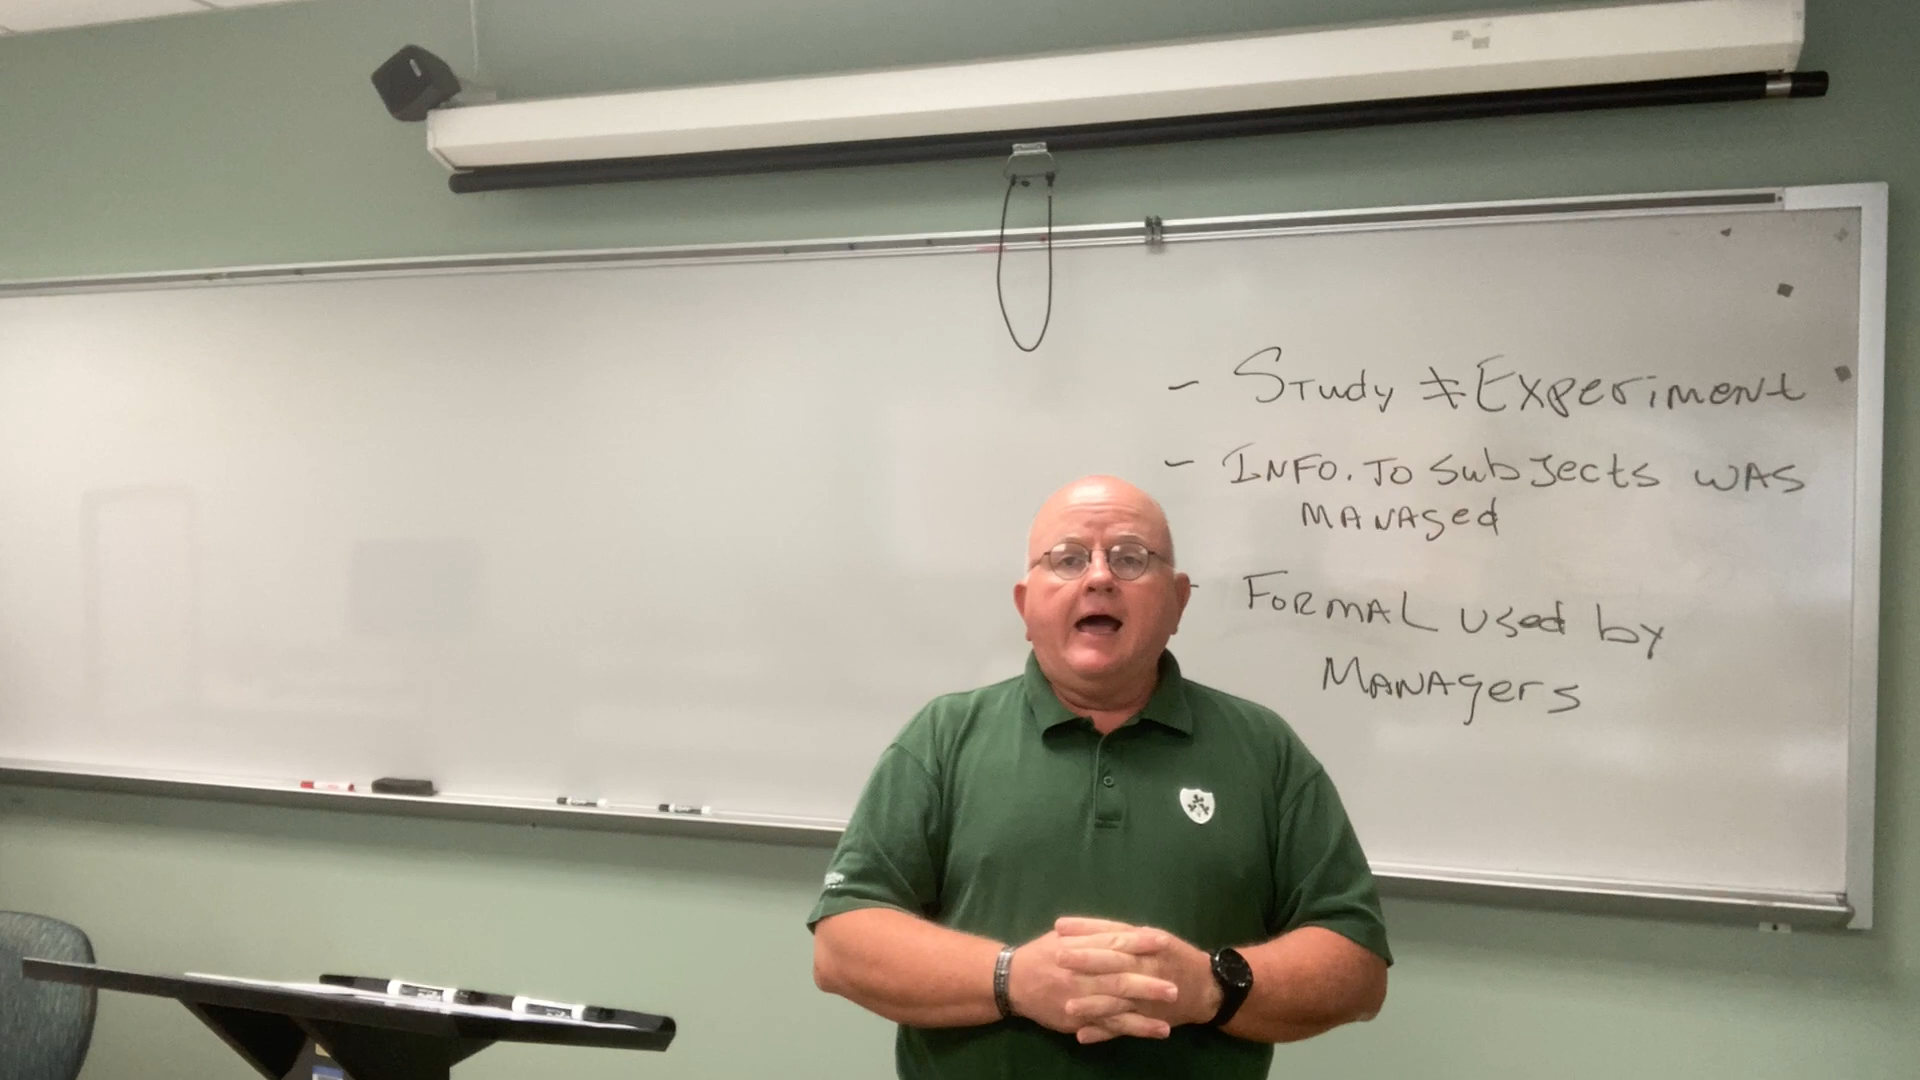 - Study ≠ Experiment
- INFO. TO Subjects WAS
MANAged
- FORMAL used by
MANAgers